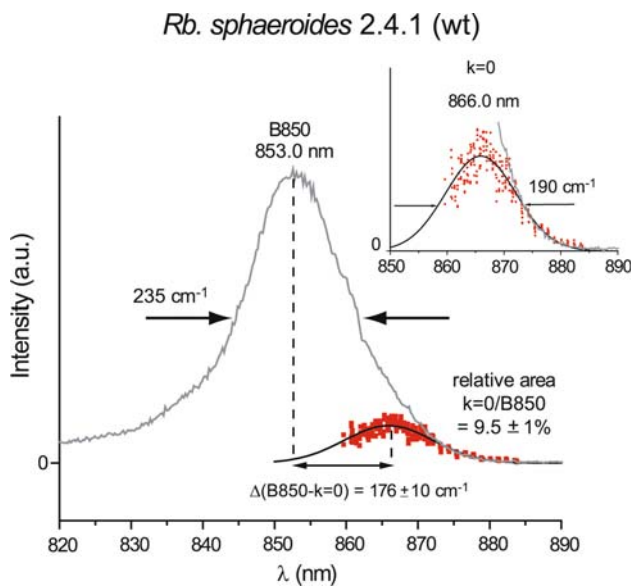 Rb. sphaeroides 2.4.1 (wt)
k=0
866.0 nm
190 cm⁻¹
0
850 860 870 880 890
B850
853.0 nm
235 cm⁻¹
Intensity (a.u.)
relative area
k=0/B850
= 9.5 ± 1%
0
Δ(B850-k=0) = 176 ± 10 cm⁻¹
820 830 840 850 860 870 880 890
λ (nm)